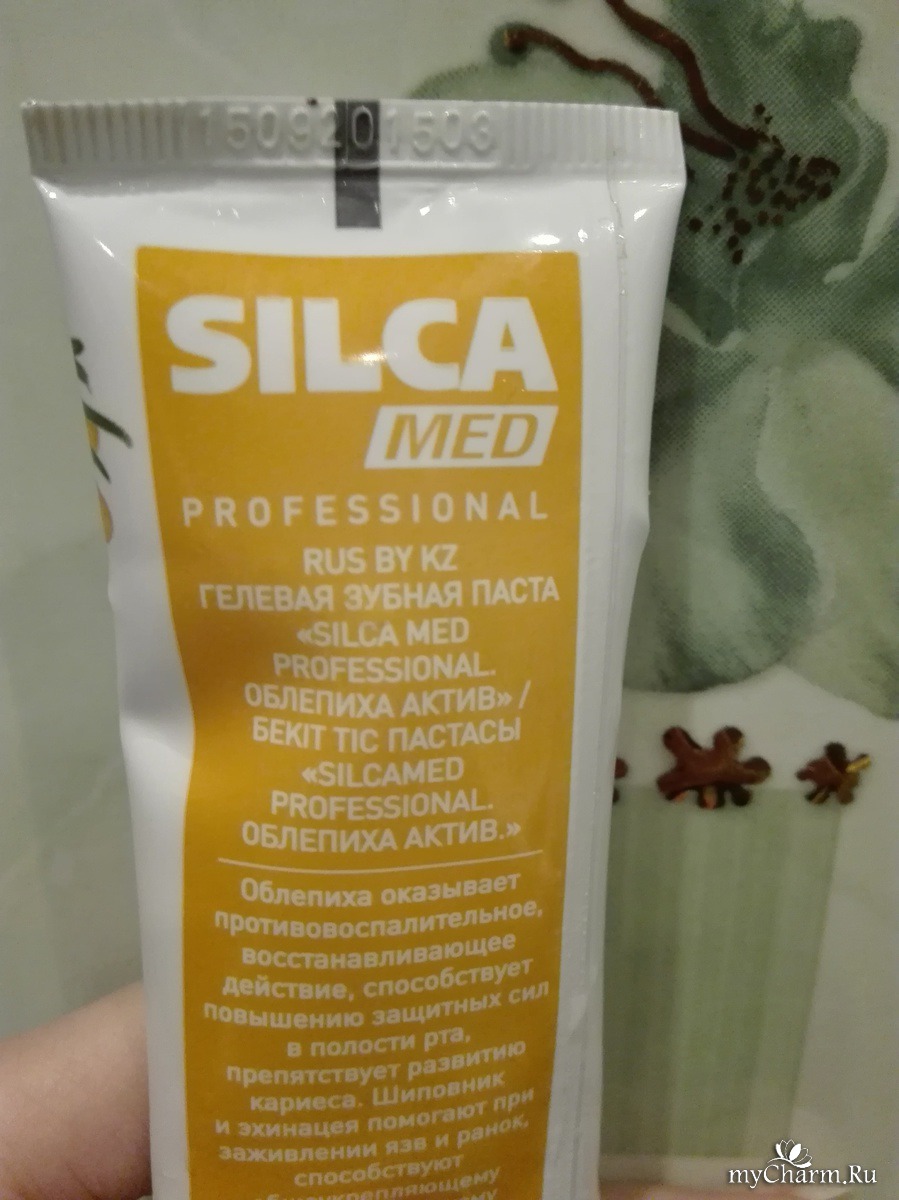 1509201503
SILCA
MED
PROFESSIONAL
RUS BY KZ
ГЕЛЕВАЯ ЗУБНАЯ ПАСТА
«SILCA MED
PROFESSIONAL.
ОБЛЕПИХА АКТИВ» /
БЕКІТ ТІС ПАСТАСЫ
«SILCAMED
PROFESSIONAL.
ОБЛЕПИХА АКТИВ.»
Облепиха оказывает
противовоспалительное,
восстанавливающее
действие, способствует
повышению защитных сил
в полости рта,
препятствует развитию
кариеса. Шиповник
и эхинацея помогают при
заживлении язв и ранок,
способствуют
myCharm.Ru